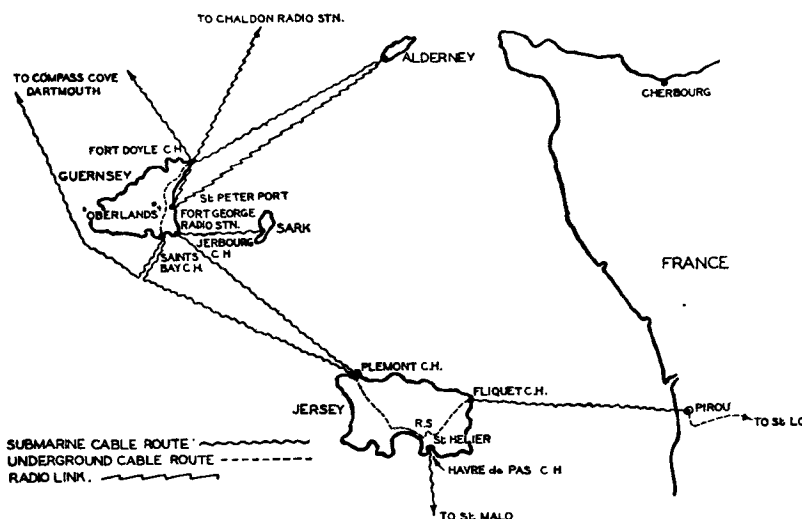 TO CHALDON RADIO STN.
ALDERNEY
TO COMPASS COVE
DARTMOUTH
CHERBOURG
FORT DOYLE C.H.
GUERNSEY
St PETER PORT
"OBERLANDS"
FORT GEORGE
RADIO STN.
SARK
JERBOURG
C H
SAINTS
BAY C.H.
FRANCE
PLEMONT C.H.
FLIQUET C.H.
JERSEY
PIROU
R.S
TO St LO
St HELIER
SUBMARINE CABLE ROUTE
UNDERGROUND CABLE ROUTE
HAVRE de PAS C H
RADIO LINK.
TO St. MALO